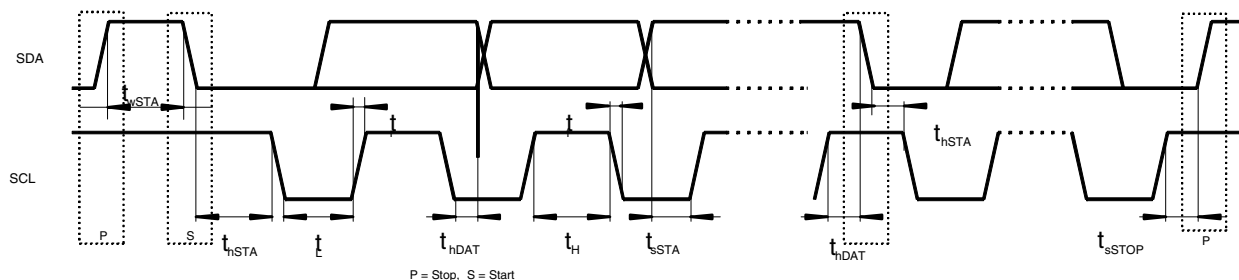 SDA
t wSTA
t t t hSTA
SCL
P S t hSTA t L t hDAT t H t sSTA t hDAT t sSTOP P
P = Stop, S = Start